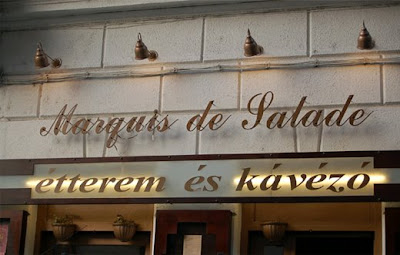 Marquis de Salade
étterem és kávézó